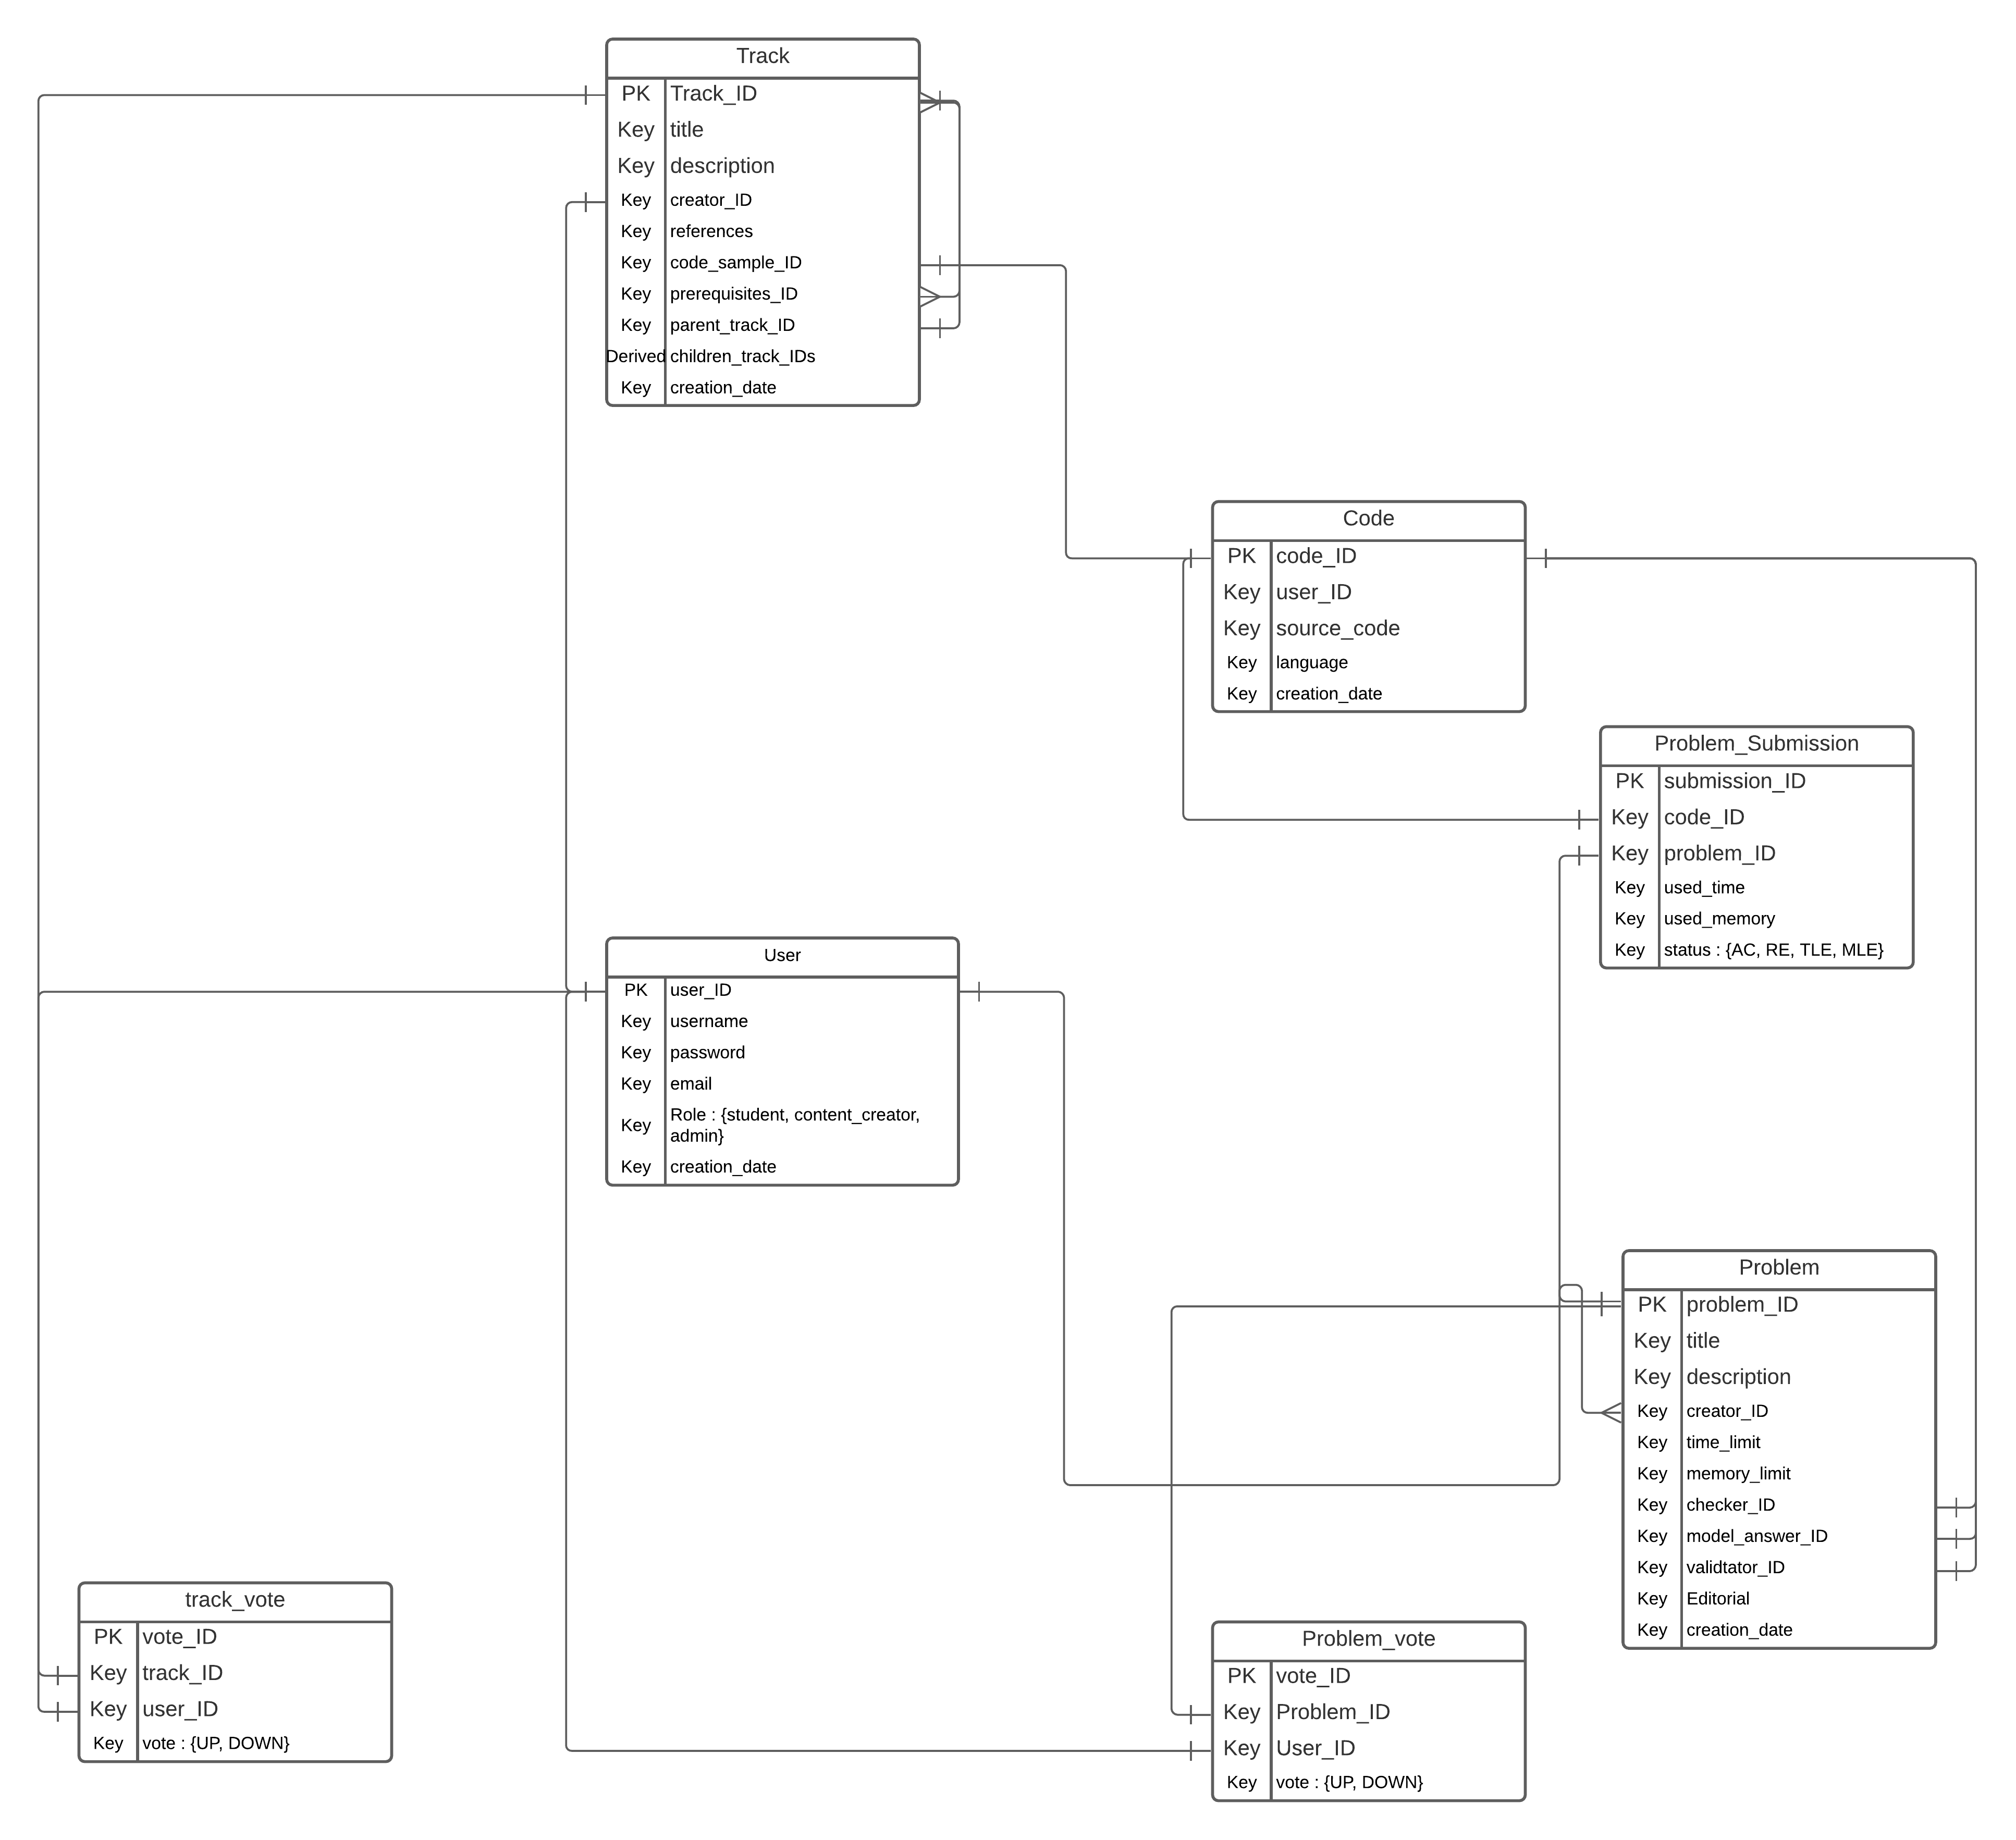 Track
PK Track_ID
Key title
Key description
Key creator_ID
Key references
Key code_sample_ID
Key prerequisites_ID
Key parent_track_ID
Derived children_track_IDs
Key creation_date
Code
PK code_ID
Key user_ID
Key source_code
Key language
Key creation_date
Problem_Submission
PK submission_ID
Key code_ID
Key problem_ID
Key used_time
Key used_memory
Key status : {AC, RE, TLE, MLE}
User
PK user_ID
Key username
Key password
Key email
Key Role : {student, content_creator,
admin}
Key creation_date
Problem
PK problem_ID
Key title
Key description
Key creator_ID
Key time_limit
Key memory_limit
Key checker_ID
Key model_answer_ID
Key validtator_ID
Key Editorial
Key creation_date
track_vote
PK vote_ID
Key track_ID
Key user_ID
Key vote : {UP, DOWN}
Problem_vote
PK vote_ID
Key Problem_ID
Key User_ID
Key vote : {UP, DOWN}